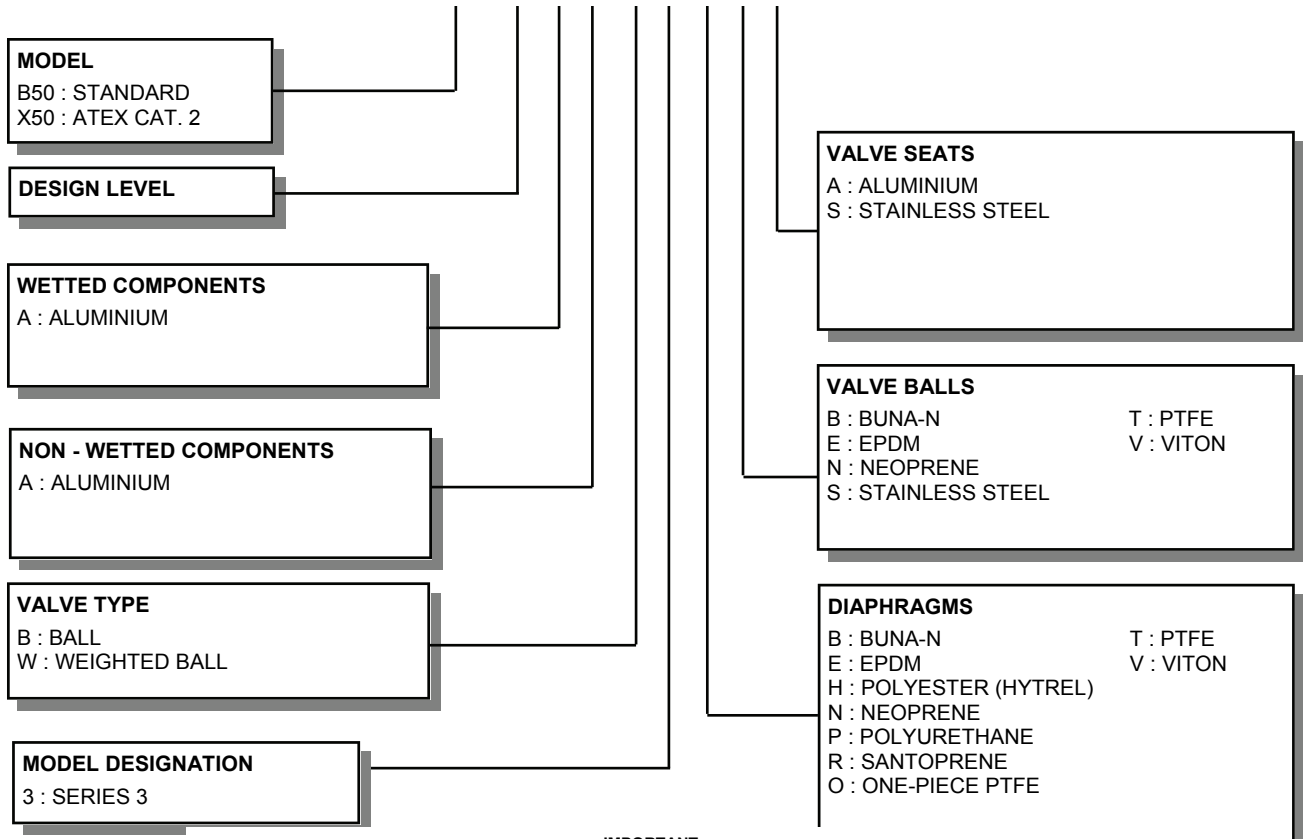 MODEL
B50 : STANDARD
X50 : ATEX CAT. 2
DESIGN LEVEL
WETTED COMPONENTS
A : ALUMINIUM
NON - WETTED COMPONENTS
A : ALUMINIUM
VALVE TYPE
B : BALL
W : WEIGHTED BALL
MODEL DESIGNATION
3 : SERIES 3
VALVE SEATS
A : ALUMINIUM
S : STAINLESS STEEL
VALVE BALLS
B : BUNA-N T : PTFE
E : EPDM V : VITON
N : NEOPRENE
S : STAINLESS STEEL
DIAPHRAGMS
B : BUNA-N T : PTFE
E : EPDM V : VITON
H : POLYESTER (HYTREL)
N : NEOPRENE
P : POLYURETHANE
R : SANTOPRENE
O : ONE-PIECE PTFE
IMPORTANT